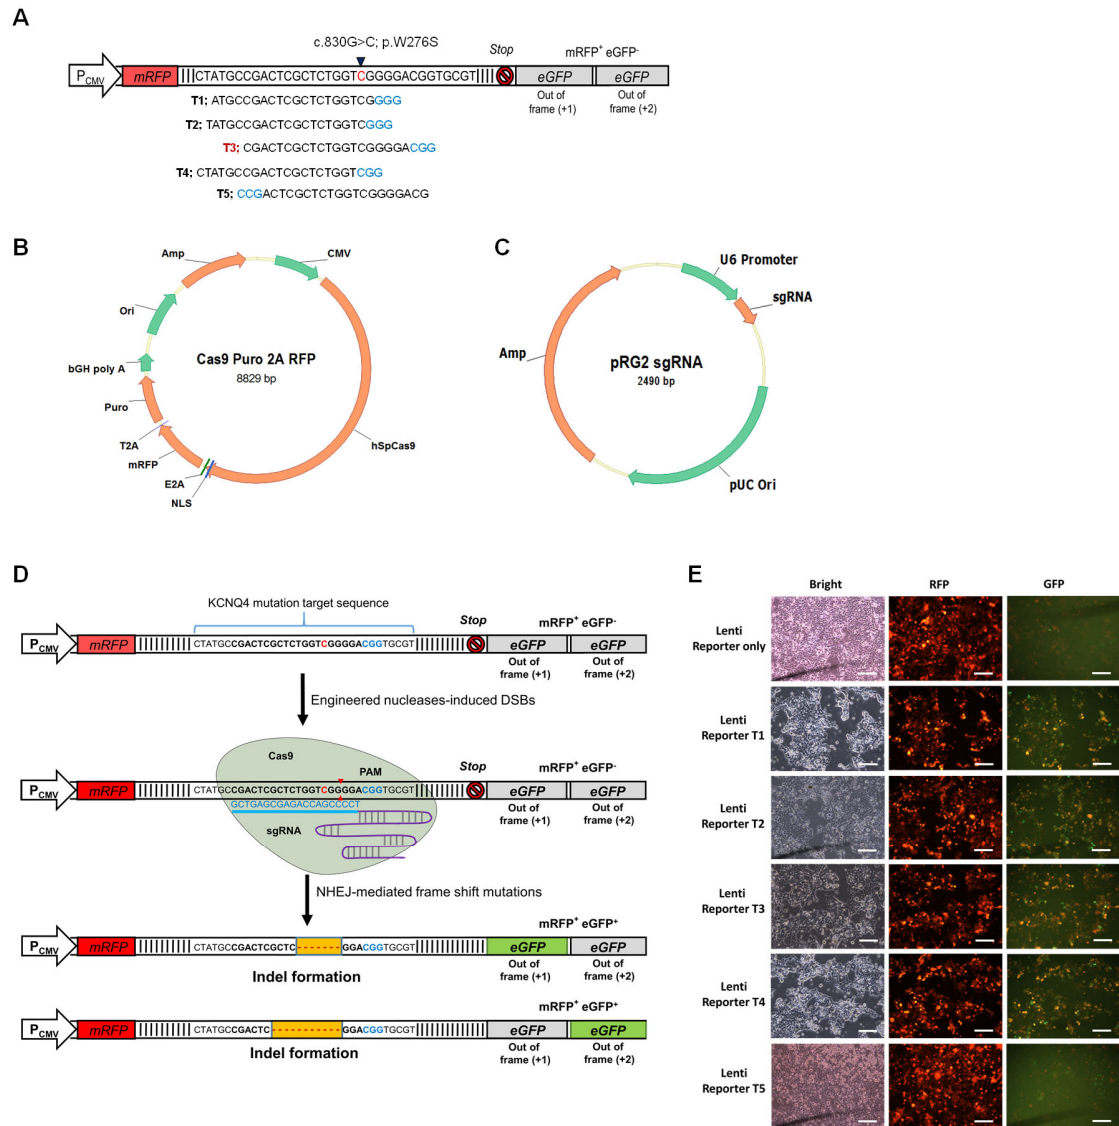 A
c.830G>C; p.W276S
Stop
mRFP+ eGFP-
PCMV
mRFP
CTATGCCGACTCGCTCTGGTCGGGGACGGTGCGT
eGFP
eGFP
Out of
frame (+1)
Out of
frame (+2)
T1; ATGCCGACTCGCTCTGGTCGGGG
T2; TATGCCGACTCGCTCTGGTCGGG
T3; CGACTCGCTCTGGTCGGGGACGG
T4; CTATGCCGACTCGCTCTGGTCGG
T5; CCGACTCGCTCTGGTCGGGGACG
B
Amp
CMV
Ori
Cas9 Puro 2A RFP
8829 bp
bGH poly A
Puro
T2A
mRFP
E2A
NLS
hSpCas9
C
U6 Promoter
sgRNA
Amp
pRG2 sgRNA
2490 bp
pUC Ori
D
KCNQ4 mutation target sequence
Stop
mRFP+ eGFP-
PCMV
mRFP
CTATGCCGACTCGCTCTGGTCGGGGACGGTGCGT
eGFP
eGFP
Out of
frame (+1)
Out of
frame (+2)
Engineered nucleases-induced DSBs
Cas9
PAM
Stop
mRFP+ eGFP-
PCMV
mRFP
CTATGCCGACTCGCTCTGGTCGGGGACGGTGCGT
eGFP
eGFP
GCTGAGCGAGACCAGCCCCT
sgRNA
Out of
frame (+1)
Out of
frame (+2)
NHEJ-mediated frame shift mutations
mRFP+ eGFP+
PCMV
mRFP
CTATGCCGACTCGCTC-------GGACGGTGCGT
eGFP
eGFP
Indel formation
Out of
frame (+1)
Out of
frame (+2)
mRFP+ eGFP+
PCMV
mRFP
CTATGCCGACTC-----------GGACGGTGCGT
eGFP
eGFP
Indel formation
Out of
frame (+1)
Out of
frame (+2)
E
Bright
RFP
GFP
Lenti
Reporter only
Lenti
Reporter T1
Lenti
Reporter T2
Lenti
Reporter T3
Lenti
Reporter T4
Lenti
Reporter T5